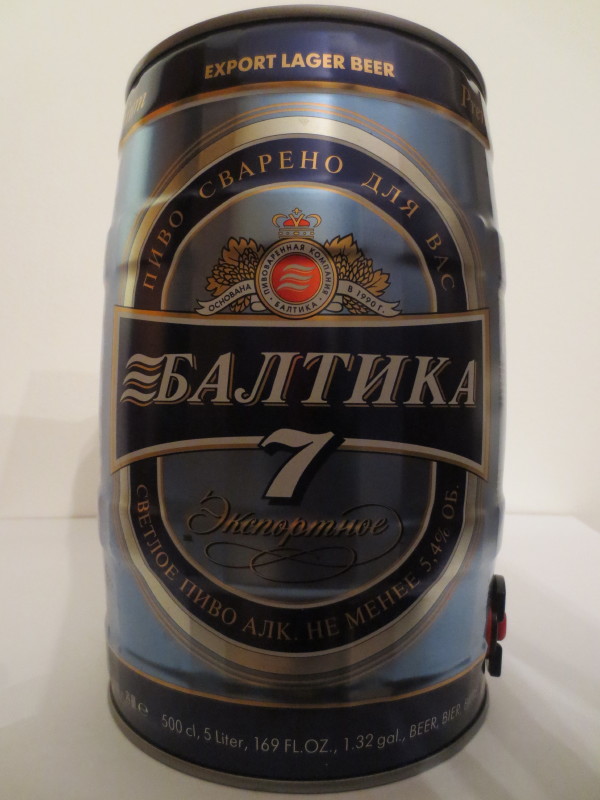 EXPORT LAGER BEER
ПИВО СВАРЕНО ДЛЯ ВАС
ПИВОВАРЕННАЯ КОМПАНИЯ
• БАЛТИКА •
ОСНОВАНА В 1990 Г.
БАЛТИКА
7
Экспортное
СВЕТЛОЕ ПИВО АЛК. НЕ МЕНЕЕ 5,4% ОБ.
500 cl, 5 Liter, 169 FL.OZ., 1.32 gal., BEER, BIER,